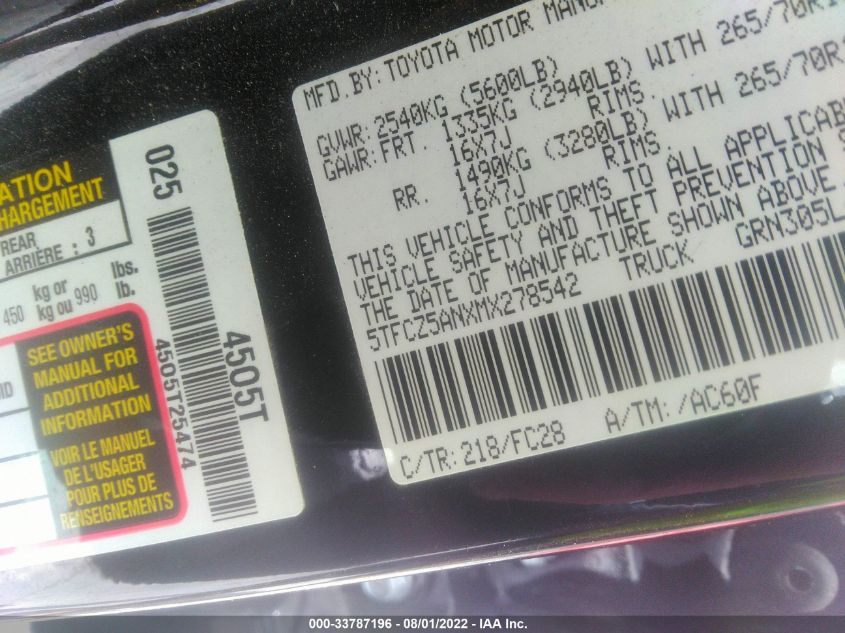 ATION
CHARGEMENT
REAR
ARRIÈRE : 3
450 kg or kg ou 990 lbs. lb.
SEE OWNER'S
MANUAL FOR
ADDITIONAL
INFORMATION
VOIR LE MANUEL
DE L'USAGER
POUR PLUS DE
RENSEIGNEMENTS
025
4505T25474
4505T
MFD.BY:TOYOTA MOTOR MANU
GVWR:2540KG (5600LB)
GAWR:FRT. 1335KG (2940LB) WITH 265/70R1
16X7J RIMS.
RR. 1490KG (3280LB) WITH 265/70R1
16X7J RIMS.
THIS VEHICLE CONFORMS TO ALL APPLICAB
VEHICLE SAFETY AND THEFT PREVENTION S
THE DATE OF MANUFACTURE SHOWN ABOVE.
5TFCZ5ANXMX278542 TRUCK GRN305L
C/TR:218/FC28 A/TM:/AC60F
000-33787196 - 08/01/2022 - IAA Inc.